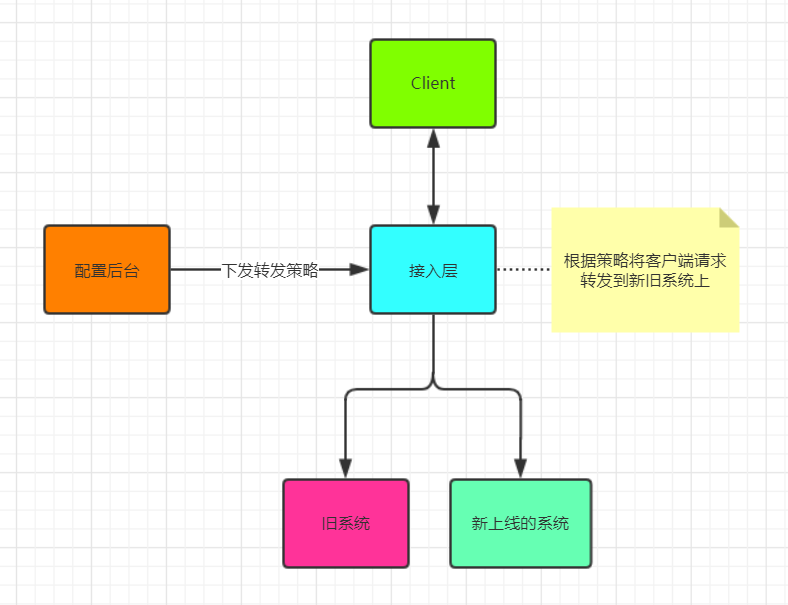 Client
配置后台
下发转发策略
接入层
根据策略将客户端请求
转发到新旧系统上
旧系统
新上线的系统